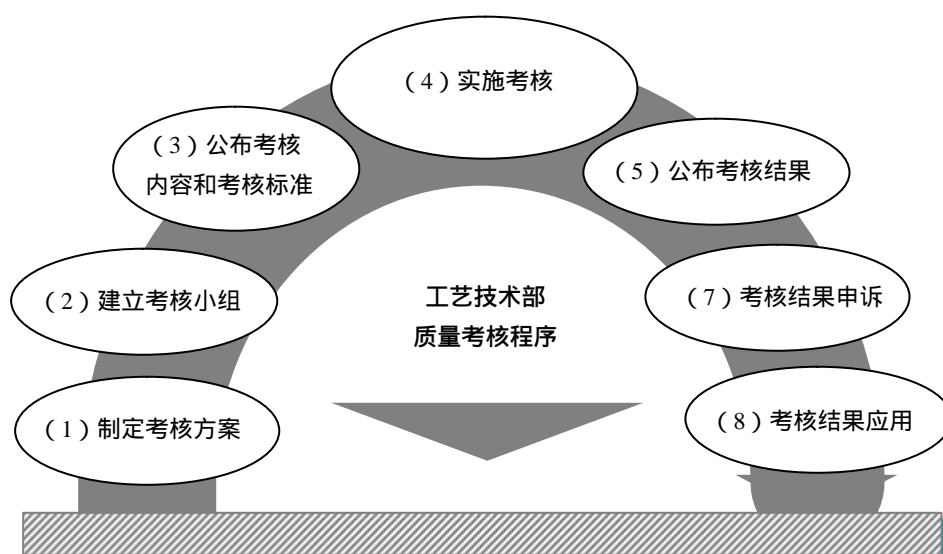 （4）实施考核
（3）公布考核
内容和考核标准
（5）公布考核结果
（2）建立考核小组
工艺技术部
质量考核程序
（7）考核结果申诉
（1）制定考核方案
（8）考核结果应用